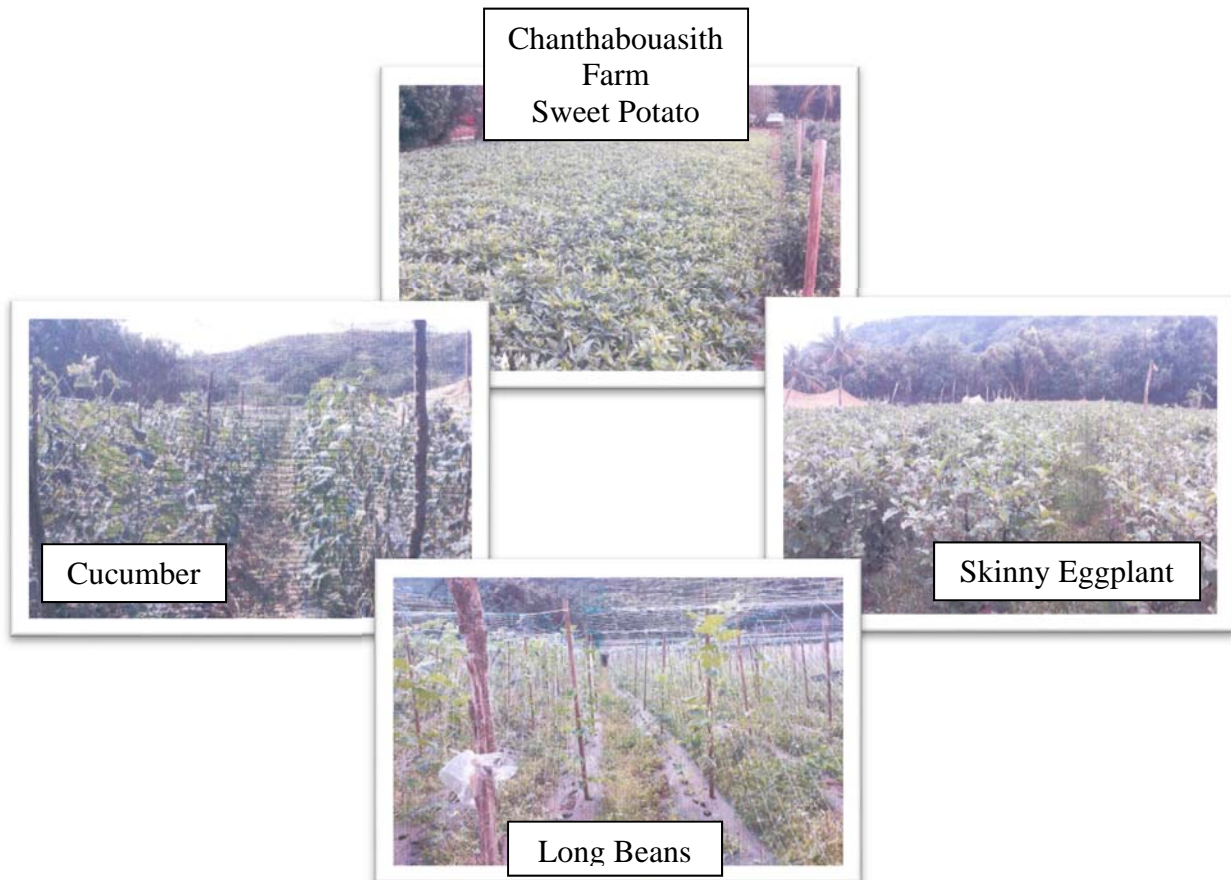 Chanthabouasith
Farm
Sweet Potato
Cucumber
Skinny Eggplant
Long Beans